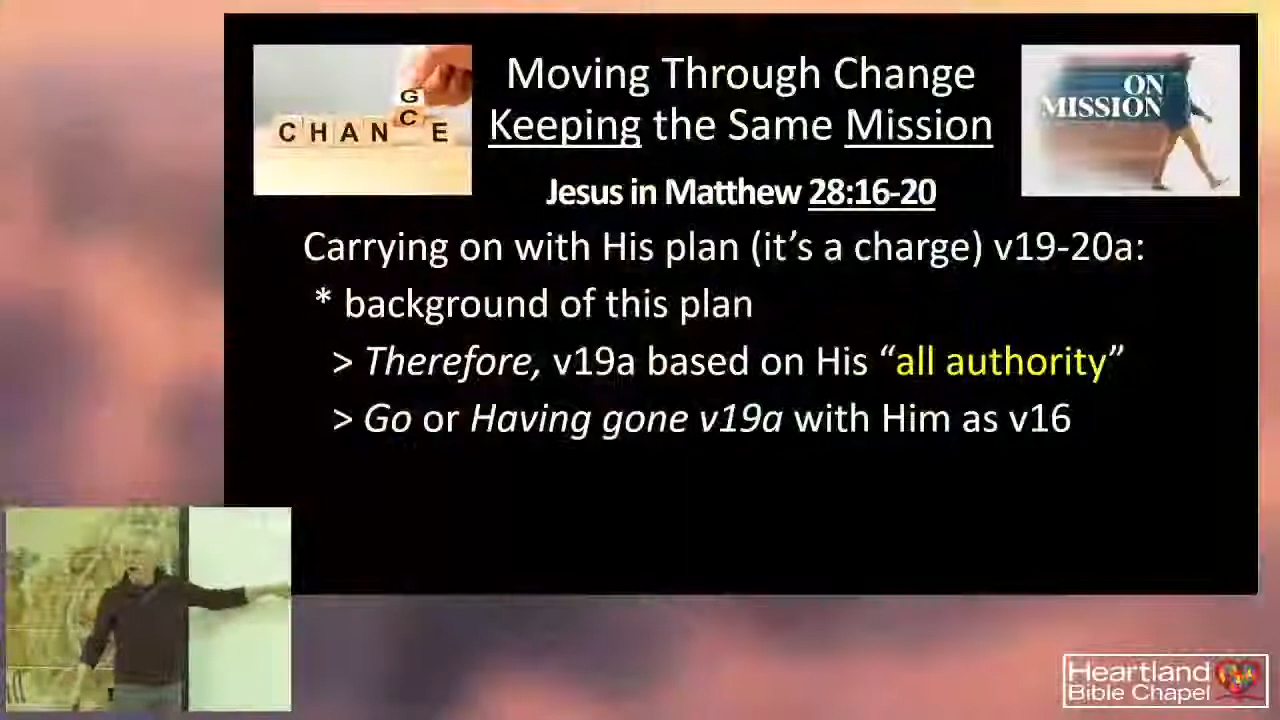 Moving Through Change
Keeping the Same Mission
CHAN
G
C
E
ON
MISSION
Jesus in Matthew 28:16-20
Carrying on with His plan (it’s a charge) v19-20a:
* background of this plan
> Therefore, v19a based on His “all authority”
> Go or Having gone v19a with Him as v16
Heartland
Bible Chapel